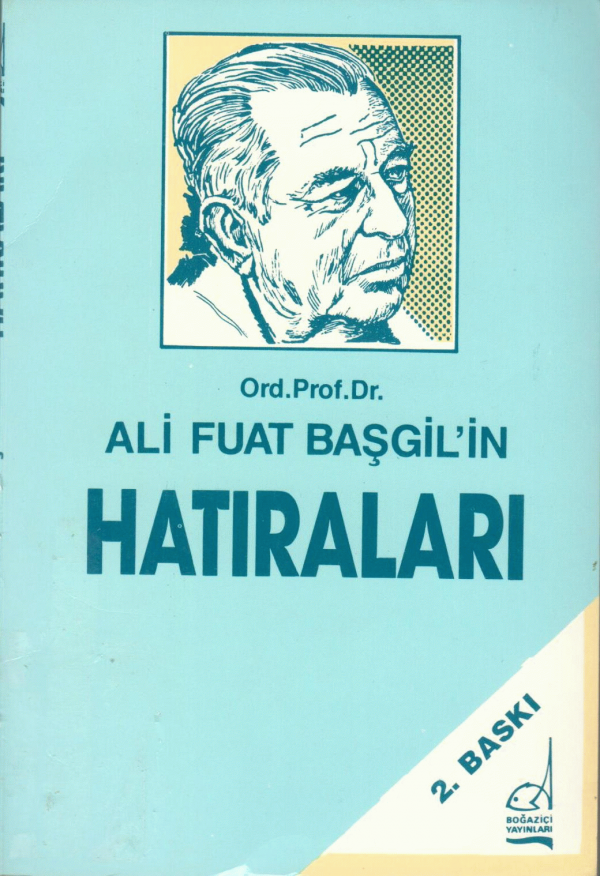 Ord.Prof.Dr.
ALİ FUAT BAŞGİL'İN
HATIRALARI
2. BASKI
BOĞAZİÇİ
YAYINLARI